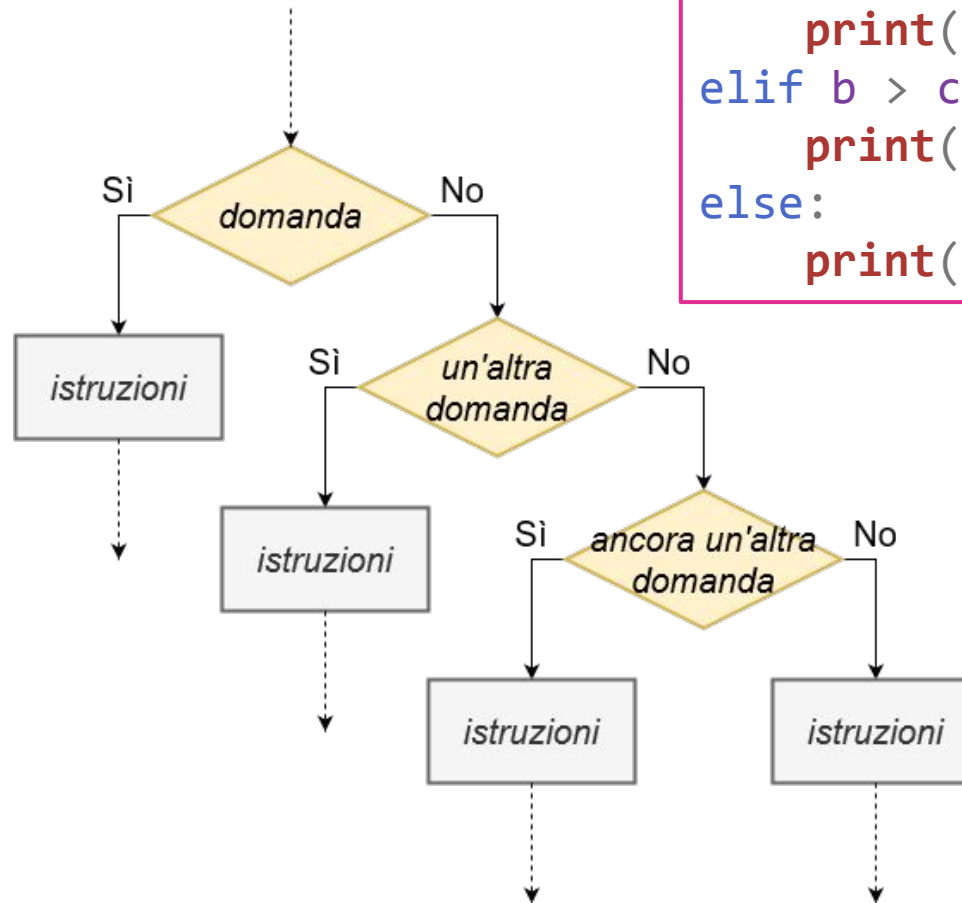 print(
elif b > c
print(
else:
print(
Sì
domanda
No
istruzioni
Sì
un'altra
domanda
No
istruzioni
Sì
ancora un'altra
domanda
No
istruzioni
istruzioni